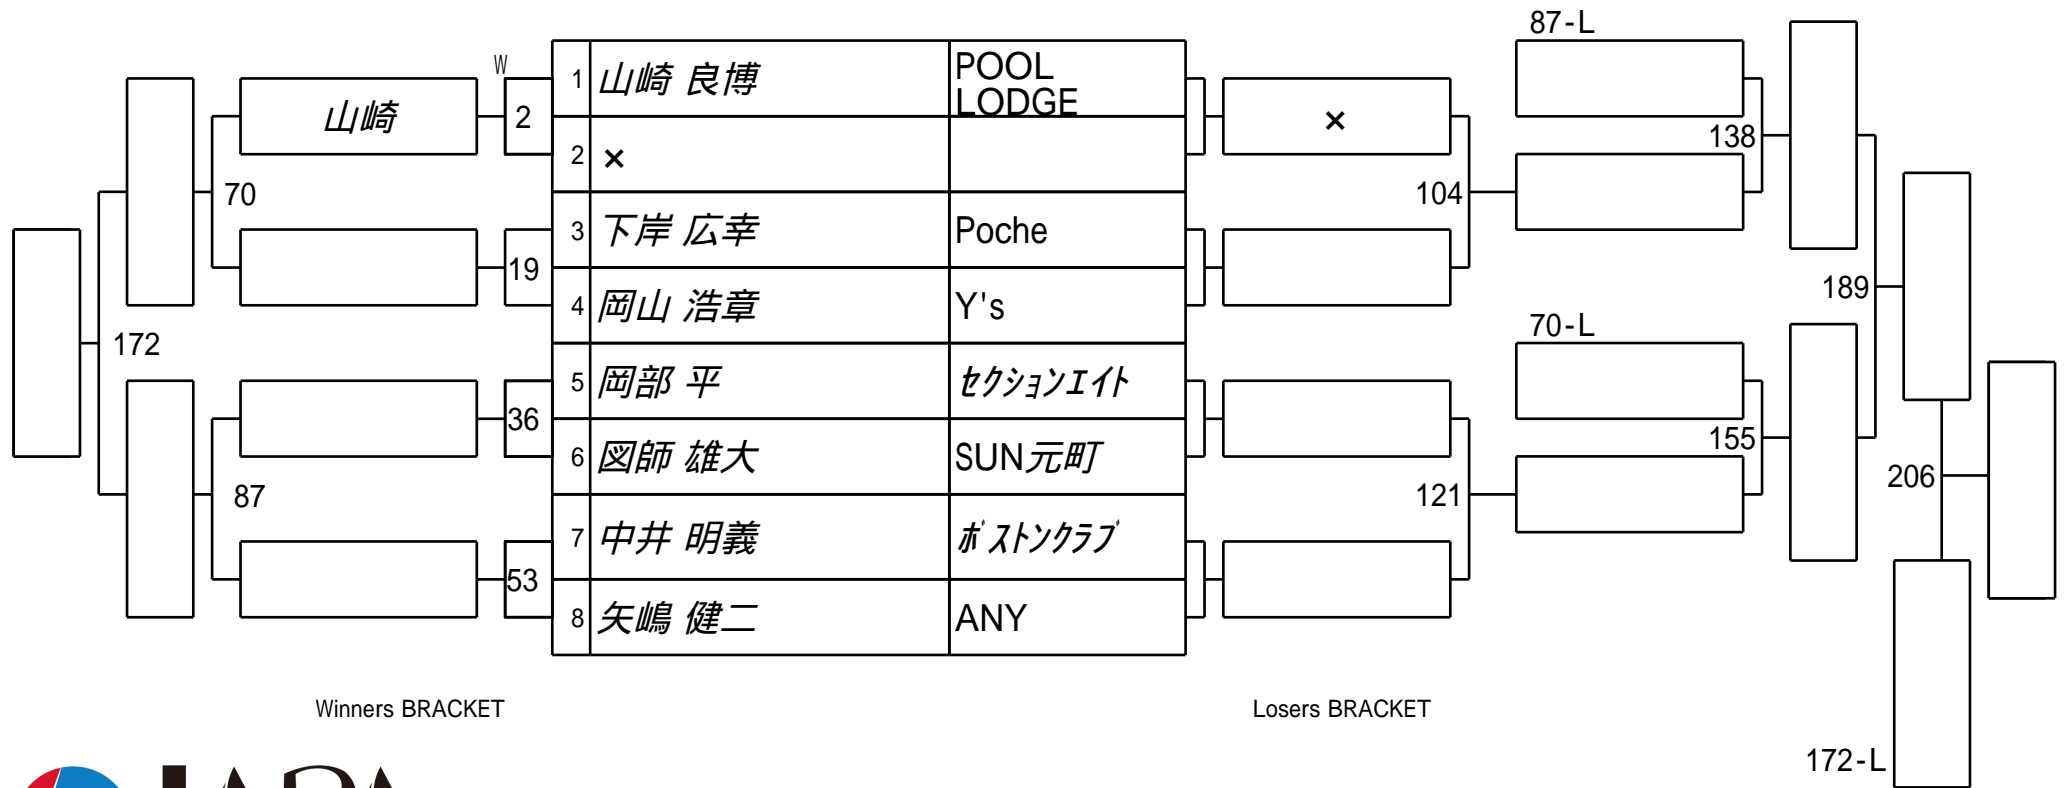 87-L
W
1 山崎 良博 POOL LODGE
山崎
2
×
138
2 ×
70
104
3 下岸 広幸 Poche
19
189
4 岡山 浩章 Y's
70-L
172
5 岡部 平 ｾｸｼｮﾝｴｲﾄ
36
155
6 図師 雄大 SUN元町
206
87
121
7 中井 明義 ﾎﾞｽﾄﾝｸﾗﾌﾞ
53
8 矢嶋 健二 ANY
Winners BRACKET
Losers BRACKET
172-L